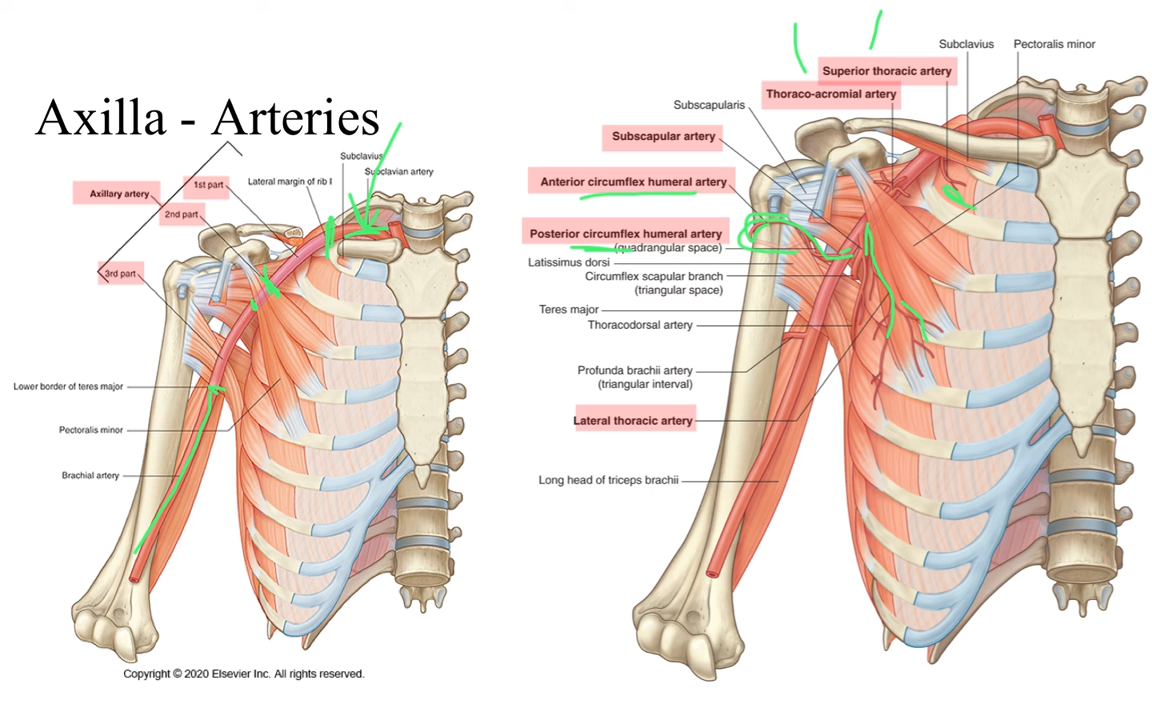 Axilla - Arteries
Subclavius
Subclavian artery
Lateral margin of rib I
Axillary artery
1st part
2nd part
3rd part
Lower border of teres major
Pectoralis minor
Brachial artery
Copyright © 2020 Elsevier Inc. All rights reserved.
Subclavius
Pectoralis minor
Superior thoracic artery
Thoraco-acromial artery
Subscapularis
Subscapular artery
Anterior circumflex humeral artery
Posterior circumflex humeral artery
(quadrangular space)
Latissimus dorsi
Circumflex scapular branch
(triangular space)
Teres major
Thoracodorsal artery
Profunda brachii artery
(triangular interval)
Lateral thoracic artery
Long head of triceps brachii